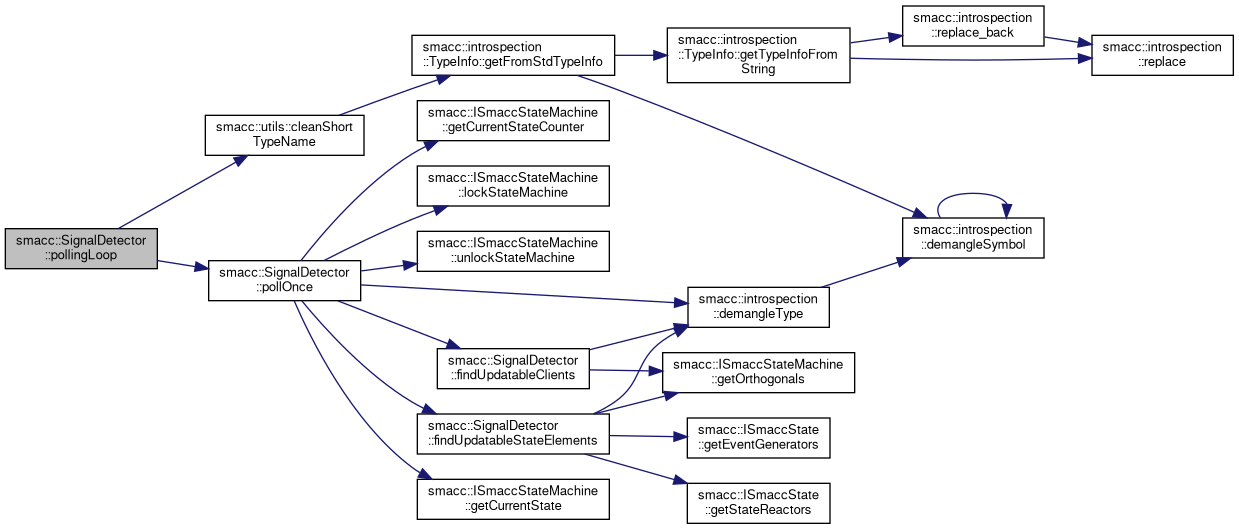 smacc::SignalDetector
::pollingLoop
smacc::utils::cleanShort
TypeName
smacc::introspection
::TypeInfo::getFromStdTypeInfo
smacc::introspection
::TypeInfo::getTypeInfoFrom
String
smacc::introspection
::replace_back
smacc::introspection
::replace
smacc::introspection
::demangleSymbol
smacc::SignalDetector
::pollOnce
smacc::ISmaccStateMachine
::getCurrentStateCounter
smacc::ISmaccStateMachine
::lockStateMachine
smacc::ISmaccStateMachine
::unlockStateMachine
smacc::introspection
::demangleType
smacc::SignalDetector
::findUpdatableClients
smacc::ISmaccStateMachine
::getOrthogonals
smacc::SignalDetector
::findUpdatableStateElements
smacc::ISmaccState
::getEventGenerators
smacc::ISmaccState
::getStateReactors
smacc::ISmaccStateMachine
::getCurrentState